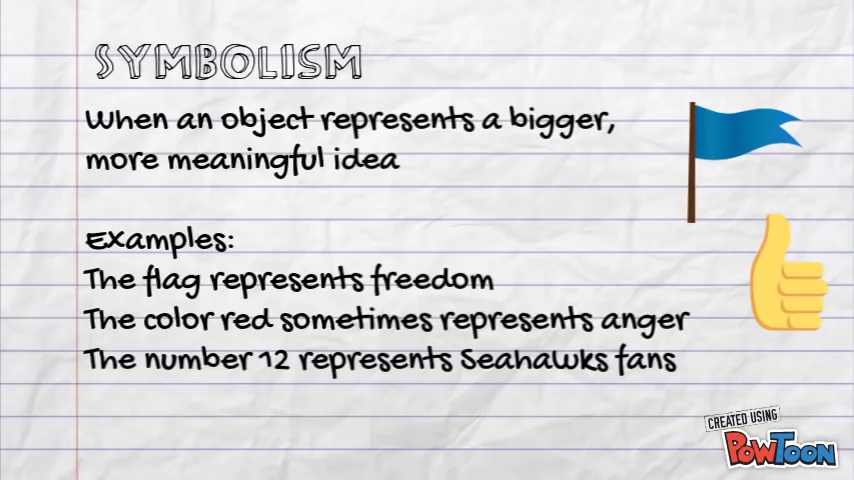 SYMBOLISM
When an object represents a bigger,
more meaningful idea
Examples:
The flag represents freedom
The color red sometimes represents anger
The number 12 represents Seahawks fans
CREATED USING
POWTOON